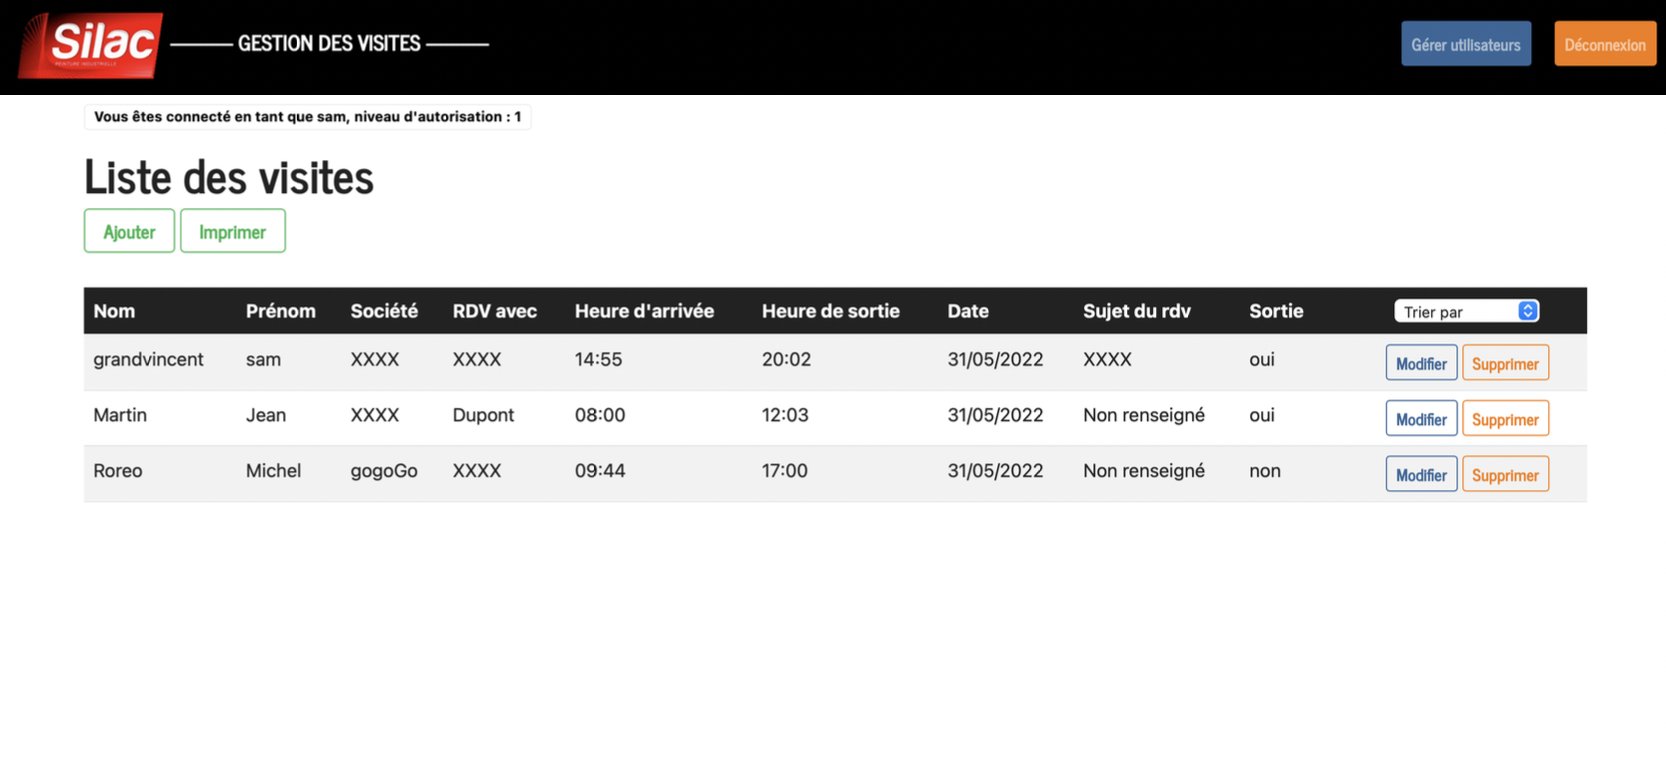 Silac
PEINTURE INDUSTRIELLE
GESTION DES VISITES
Gérer utilisateurs
Déconnexion
Vous êtes connecté en tant que sam, niveau d'autorisation : 1
Liste des visites
Ajouter Imprimer
Nom Prénom Société RDV avec Heure d'arrivée Heure de sortie Date Sujet du rdv Sortie Trier par
grandvincent sam XXXX XXXX 14:55 20:02 31/05/2022 XXXX oui Modifier Supprimer
Martin Jean XXXX Dupont 08:00 12:03 31/05/2022 Non renseigné oui Modifier Supprimer
Roreo Michel gogoGo XXXX 09:44 17:00 31/05/2022 Non renseigné non Modifier Supprimer